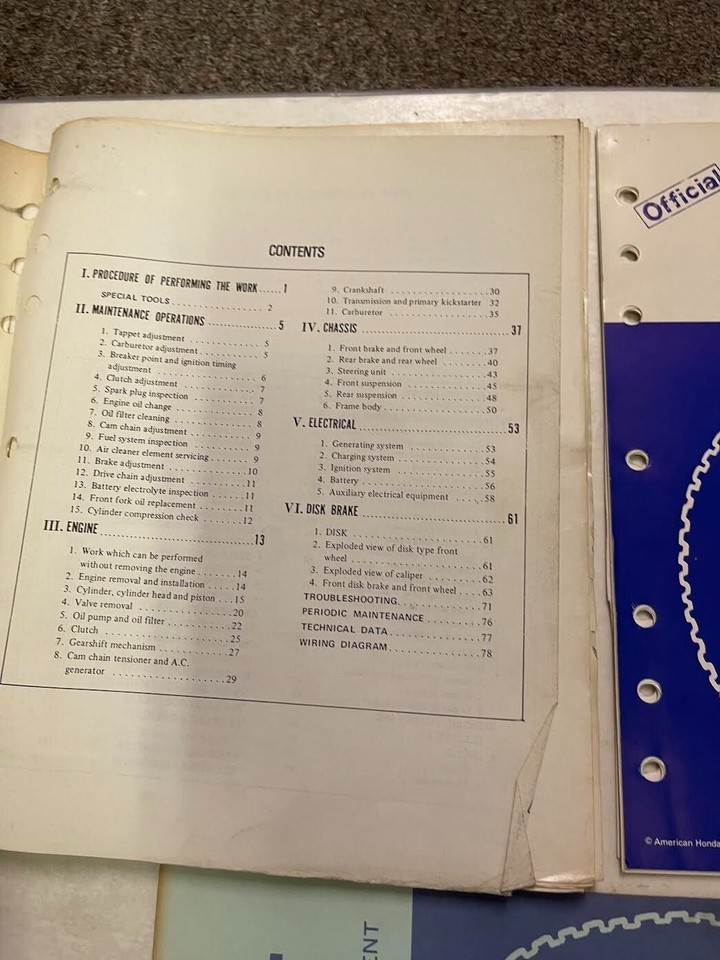 CONTENTS
I. PROCEDURE OF PERFORMING THE WORK ...... 1
SPECIAL TOOLS ................ 2
II. MAINTENANCE OPERATIONS .................. 5
1. Tappet adjustment ................ 5
2. Carburetor adjustment ............ 5
3. Breaker point and ignition timing
adjustment ................... 6
4. Clutch adjustment ................ 7
5. Spark plug inspection ............ 7
6. Engine oil change ................ 8
7. Oil filter cleaning .............. 8
8. Cam chain adjustment ............. 9
9. Fuel system inspection ........... 9
10. Air cleaner element servicing .... 9
11. Brake adjustment ................ 10
12. Drive chain adjustment .......... 11
13. Battery electrolyte inspection .. 11
14. Front fork oil replacement ...... 11
15. Cylinder compression check ...... 12
III. ENGINE ................................ 13
1. Work which can be performed
without removing the engine ....... 14
2. Engine removal and installation ... 14
3. Cylinder, cylinder head and piston ... 15
4. Valve removal ................ 20
5. Oil pump and oil filter .......... 22
6. Clutch ....................... 25
7. Gearshift mechanism .............. 27
8. Cam chain tensioner and A.C.
generator ................... 29
9. Crankshaft ................... 30
10. Transmission and primary kickstarter 32
11. Carburetor .................. 35
IV. CHASSIS ............................... 37
1. Front brake and front wheel ....... 37
2. Rear brake and rear wheel ........ 40
3. Steering unit ................ 43
4. Front suspension ................ 45
5. Rear suspension ................ 48
6. Frame body .................. 50
V. ELECTRICAL ............................. 53
1. Generating system ................ 53
2. Charging system ................ 54
3. Ignition system ................ 55
4. Battery ..................... 56
5. Auxiliary electrical equipment ..... 58
VI. DISK BRAKE ............................ 61
1. DISK ....................... 61
2. Exploded view of disk type front
wheel ....................... 61
3. Exploded view of caliper .......... 62
4. Front disk brake and front wheel .... 63
TROUBLESHOOTING ................ 71
PERIODIC MAINTENANCE ............ 76
TECHNICAL DATA ................ 77
WIRING DIAGRAM ................ 78
Official
© American Honda